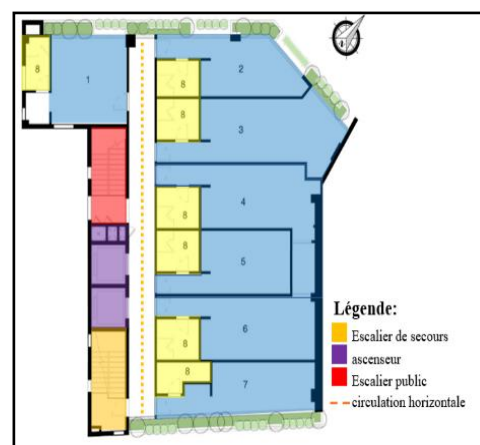 2
8 1
8
8
3
8 4
8 5
6
8
8
7
Légende:
Escalier de secours
ascenseur
Escalier public
circulation horizontale